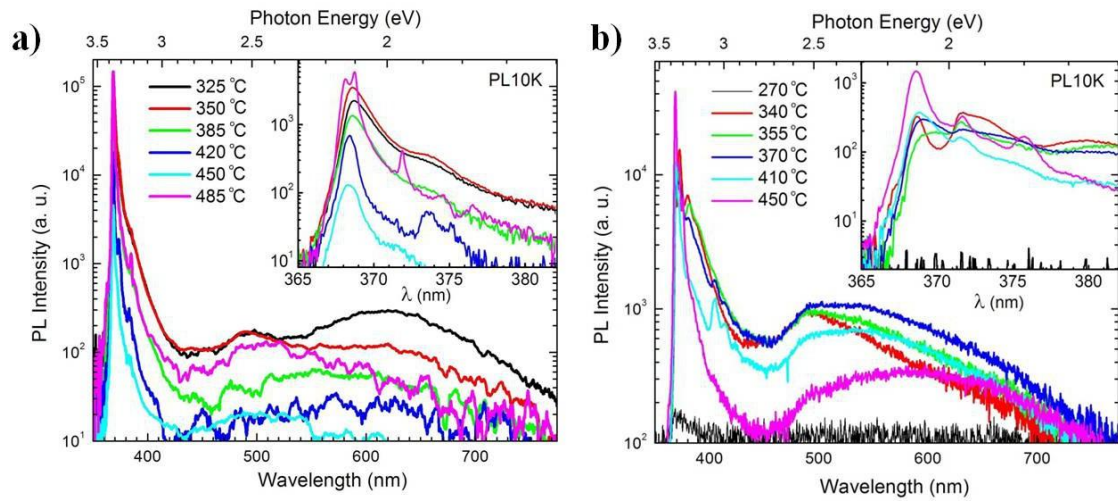 a)
Photon Energy (eV)
3.5 3 2.5 2
PL Intensity (a. u.)
10^5
10^4
10^3
10^2
10^1
325 °C
350 °C
385 °C
420 °C
450 °C
485 °C
PL10K
10^3
10^2
10^1
365 370 375 380
λ (nm)
400 500 600 700
Wavelength (nm)
b)
Photon Energy (eV)
3.5 3 2.5 2
PL Intensity (a. u.)
10^4
10^3
10^2
270 °C
340 °C
355 °C
370 °C
410 °C
450 °C
PL10K
10^3
10^2
10^1
365 370 375 380
λ (nm)
400 500 600 700
Wavelength (nm)